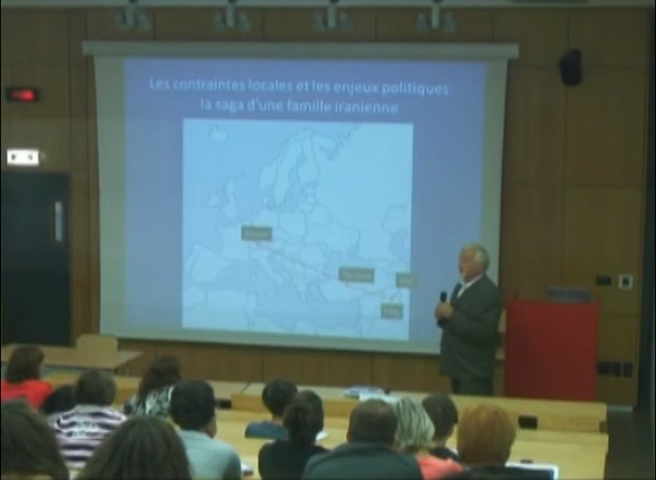 Les contraintes locales et les enjeux politiques:
la saga d'une famille iranienne